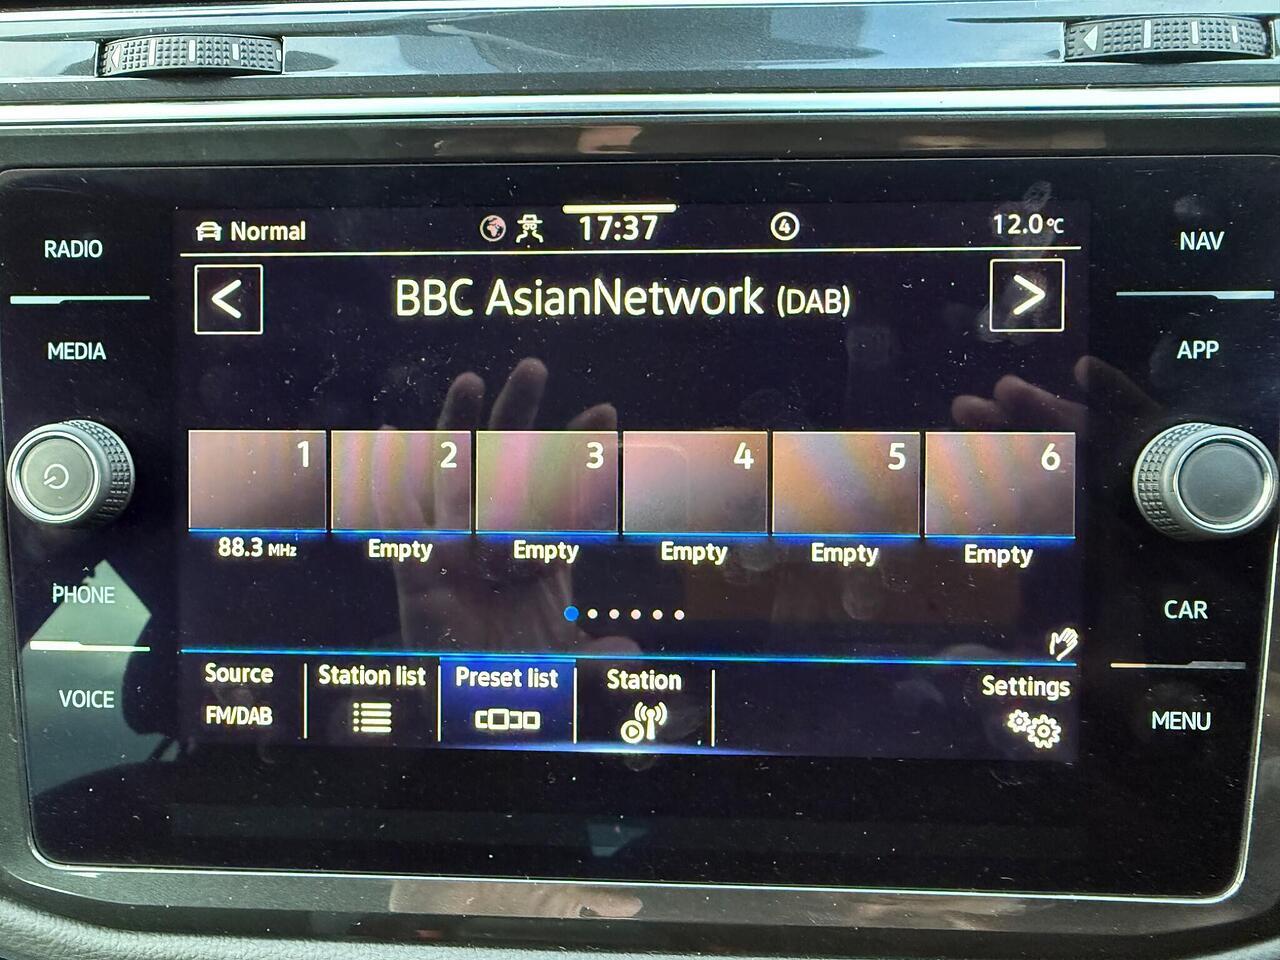 RADIO
MEDIA
PHONE
VOICE
Normal
17:37
4
12.0°C
BBC AsianNetwork (DAB)
1
2
3
4
5
6
88.3 MHz
Empty
Empty
Empty
Empty
Empty
Source
FM/DAB
Station list
Preset list
Station
Settings
NAV
APP
CAR
MENU